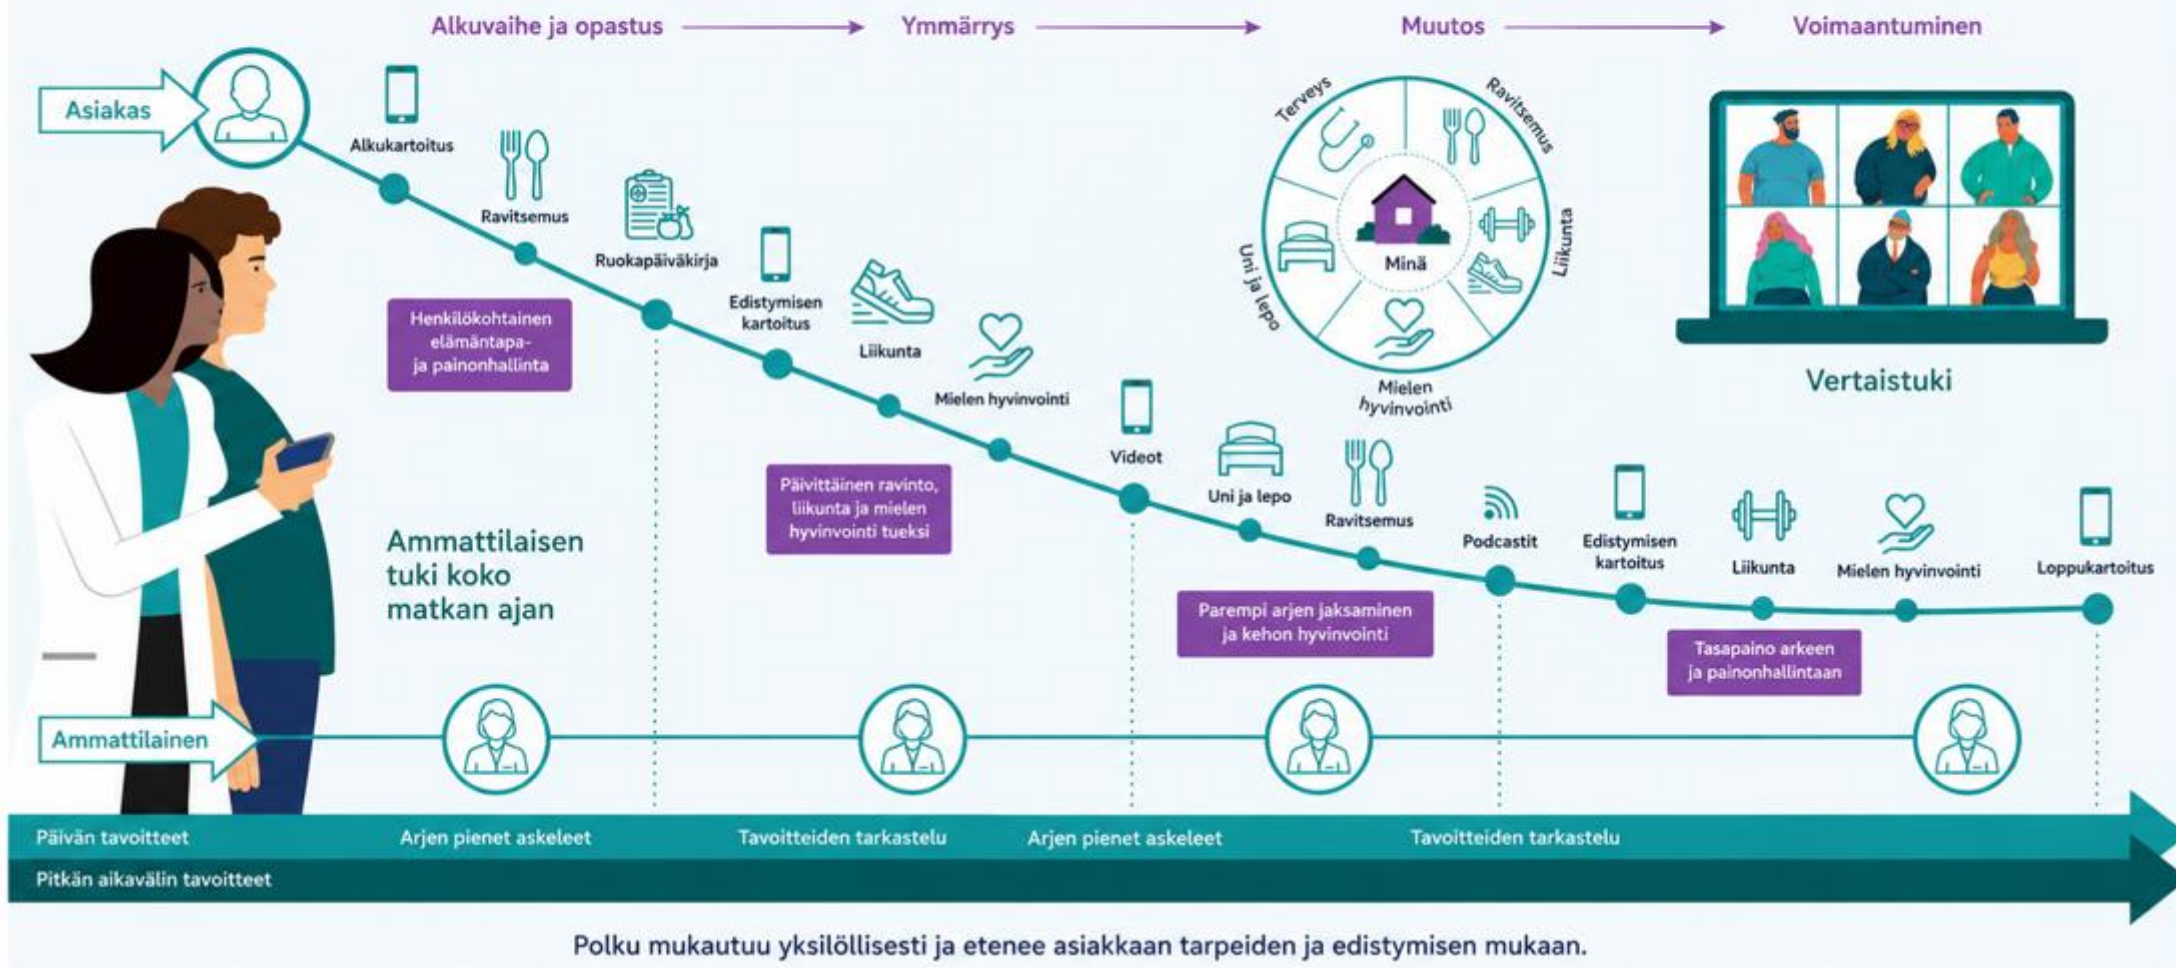 Alkuvaihe ja opastus
Ymmärrys
Muutos
Voimaantuminen
Asiakas
Alkukartoitus
Ravitsemus
Ruokapäiväkirja
Edistymisen
kartoitus
Liikunta
Mielen hyvinvointi
Henkilökohtainen
elämäntapa-
ja painonhallinta
Terveys
Ravitsemus
Liikunta
Mielen
hyvinvointi
Uni ja lepo
Minä
Vertaistuki
Videot
Uni ja lepo
Ravitsemus
Podcastit
Edistymisen
kartoitus
Liikunta
Mielen hyvinvointi
Loppukartoitus
Päivittäinen ravinto,
liikunta ja mielen
hyvinvointi tueksi
Ammattilaisen
tuki koko
matkan ajan
Parempi arjen jaksaminen
ja kehon hyvinvointi
Tasapaino arkeen
ja painonhallintaan
Ammattilainen
Päivän tavoitteet
Arjen pienet askeleet
Tavoitteiden tarkastelu
Arjen pienet askeleet
Tavoitteiden tarkastelu
Pitkän aikavälin tavoitteet
Polku mukautuu yksilöllisesti ja etenee asiakkaan tarpeiden ja edistymisen mukaan.